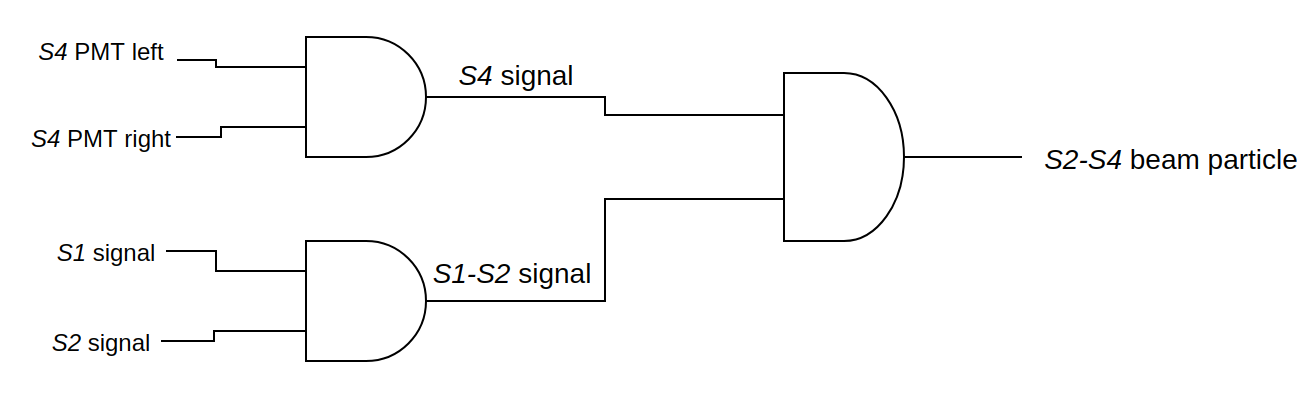 S4 PMT left
S4 signal
S4 PMT right
S2-S4 beam particle
S1 signal
S1-S2 signal
S2 signal